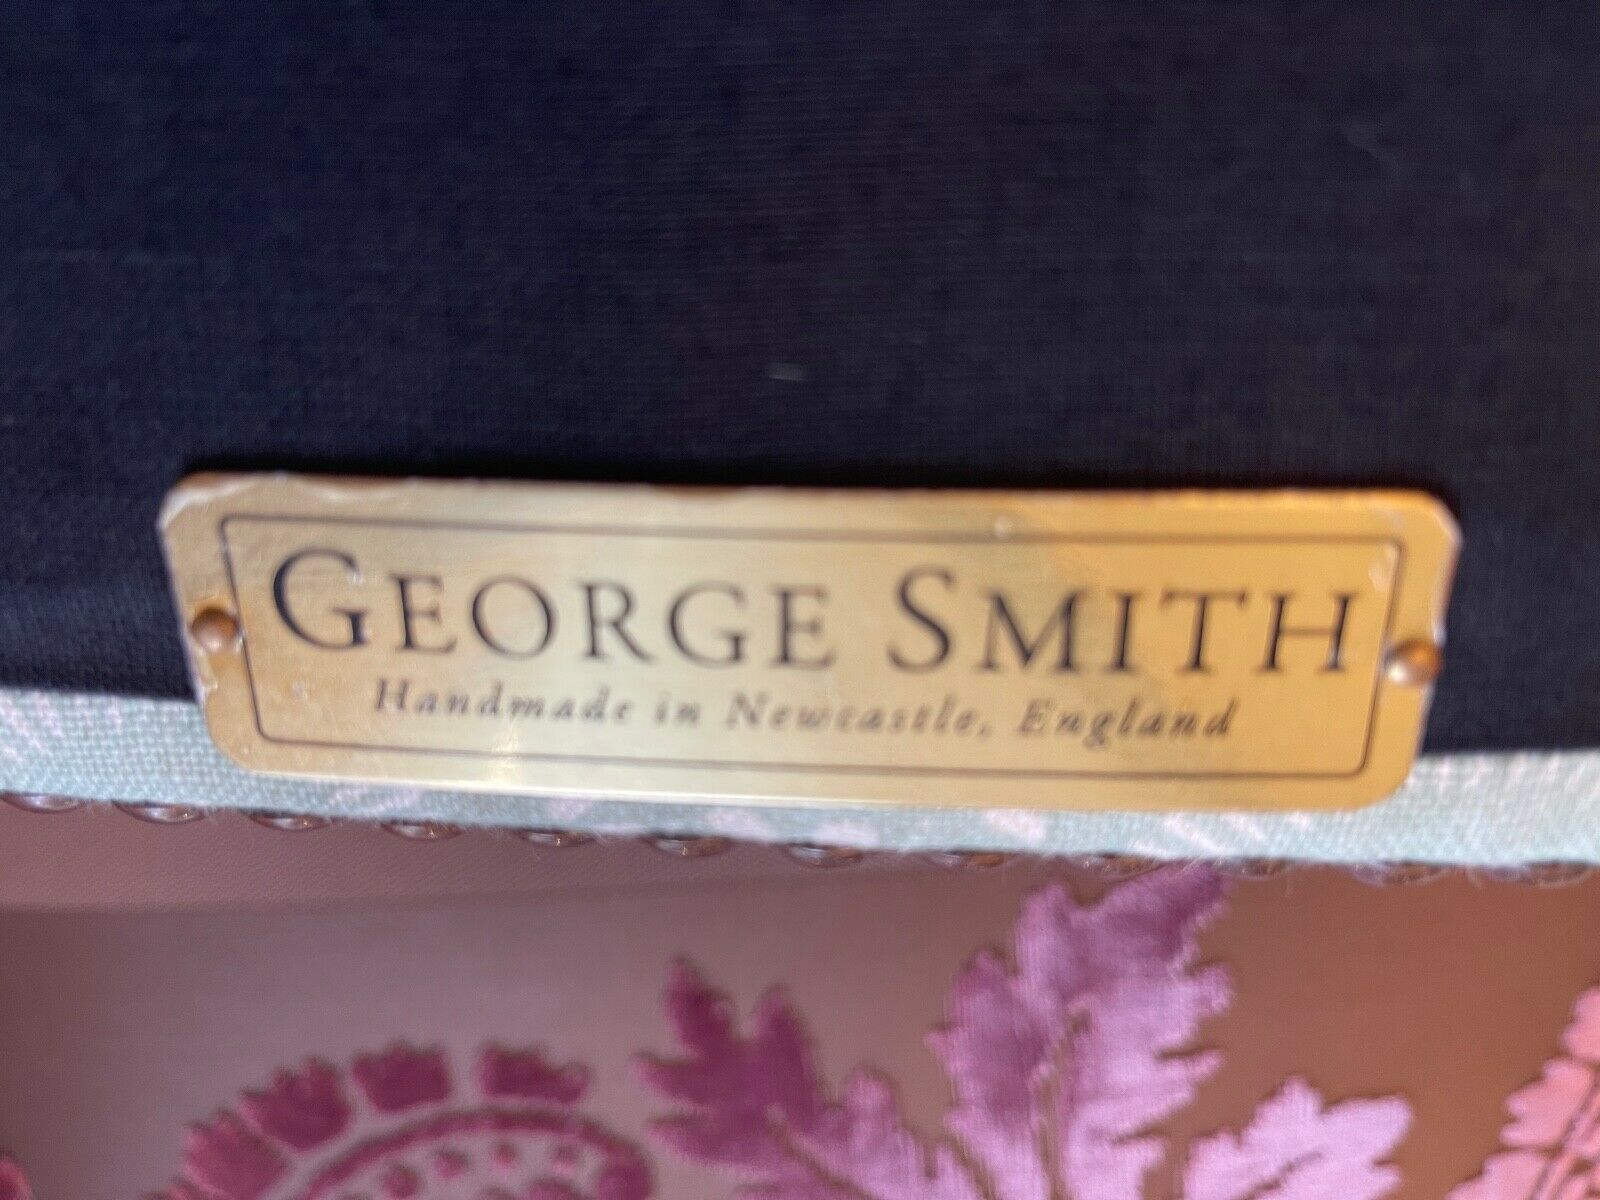 GEORGE SMITH
Handmade in Newcastle, England